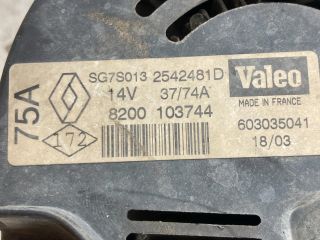 75A
SG7S013 2542481D
14V 37/74A
8200 103744
172
Valeo
MADE IN FRANCE
603035041
18/03